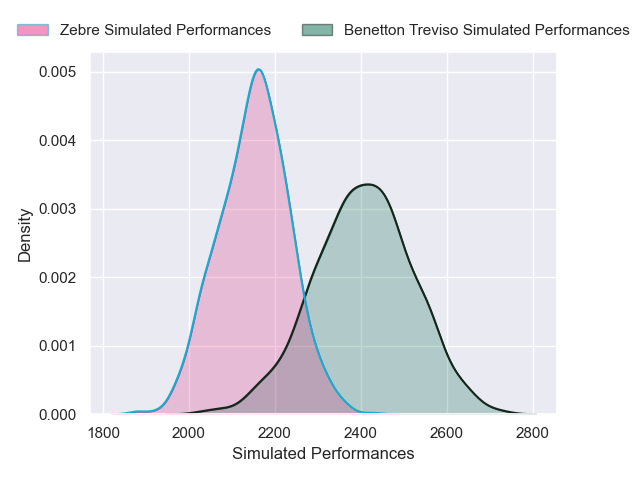 Zebre Simulated Performances Benetton Treviso Simulated Performances
0.005
0.004
0.003
0.002
0.001
0.000
Density
1800 2000 2200 2400 2600 2800
Simulated Performances